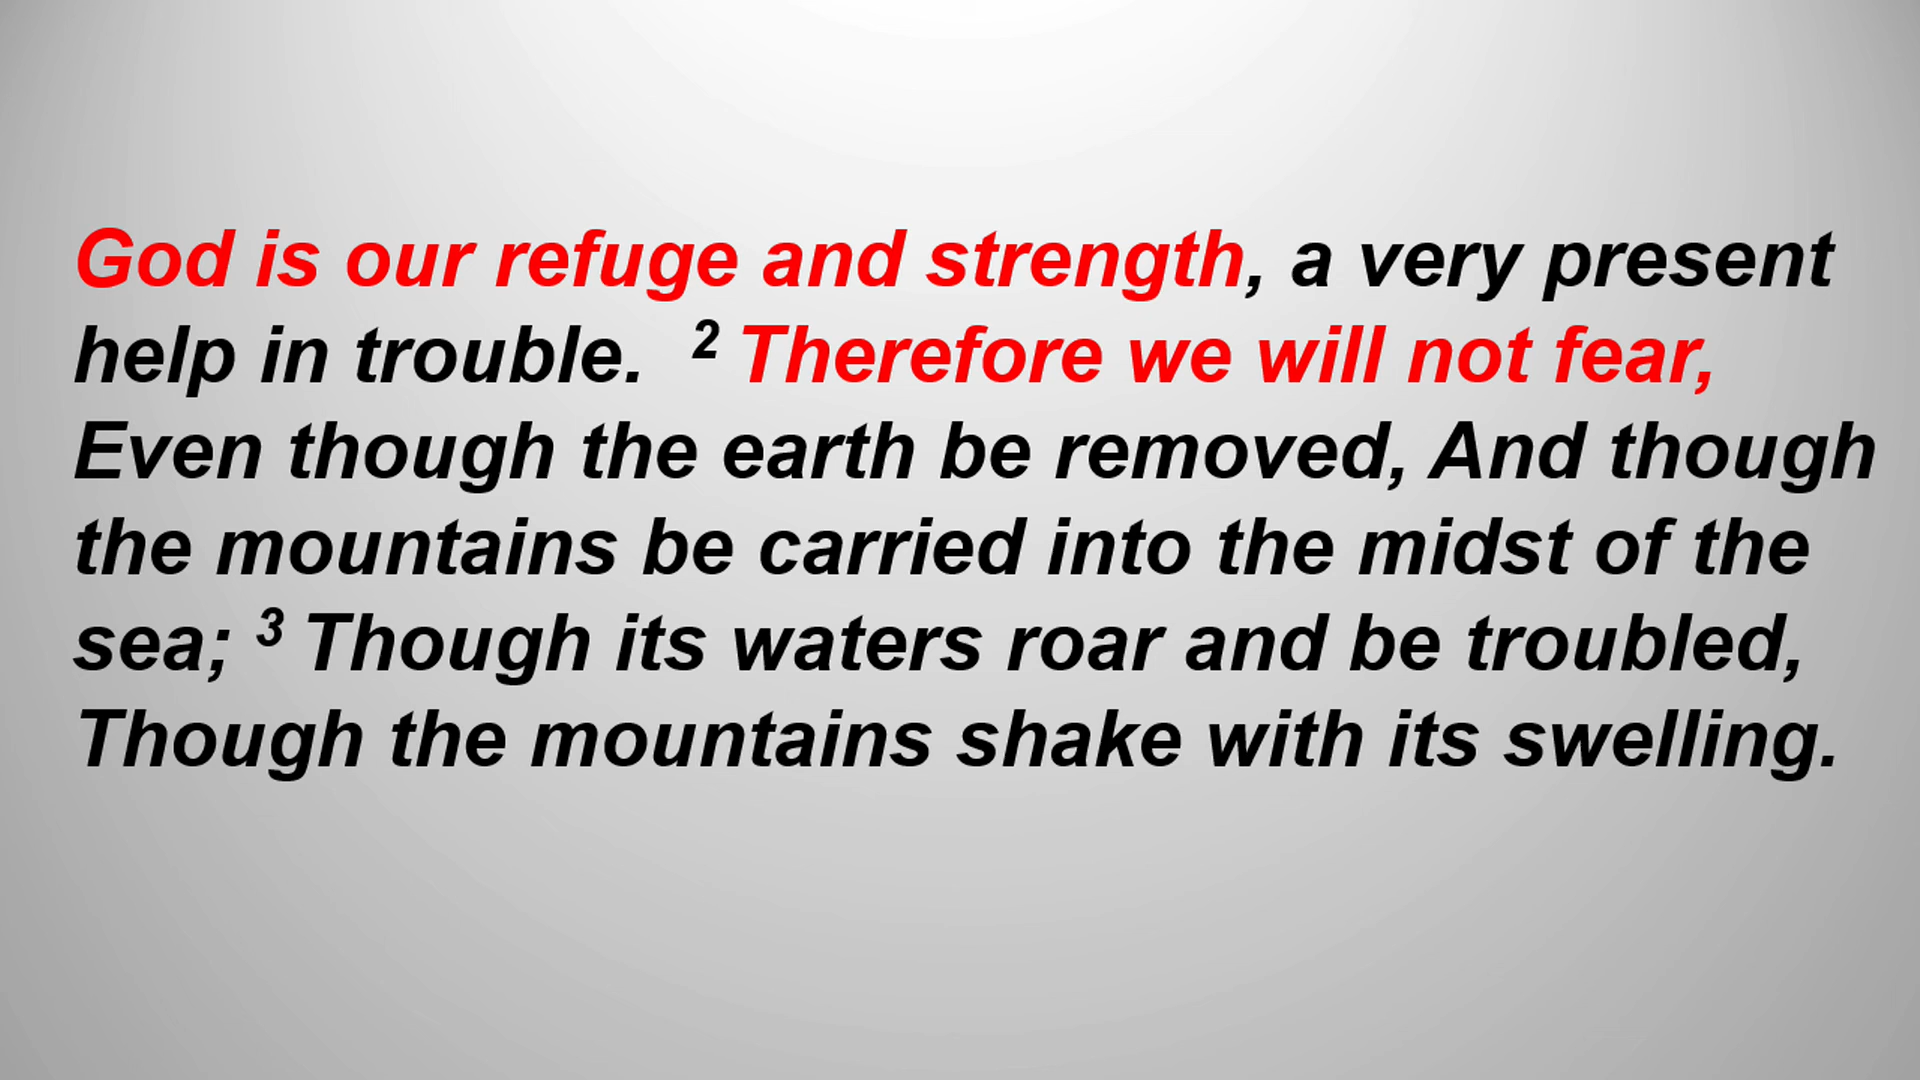 God is our refuge and strength, a very present
help in trouble. 2 Therefore we will not fear,
Even though the earth be removed, And though
the mountains be carried into the midst of the
sea; 3 Though its waters roar and be troubled,
Though the mountains shake with its swelling.